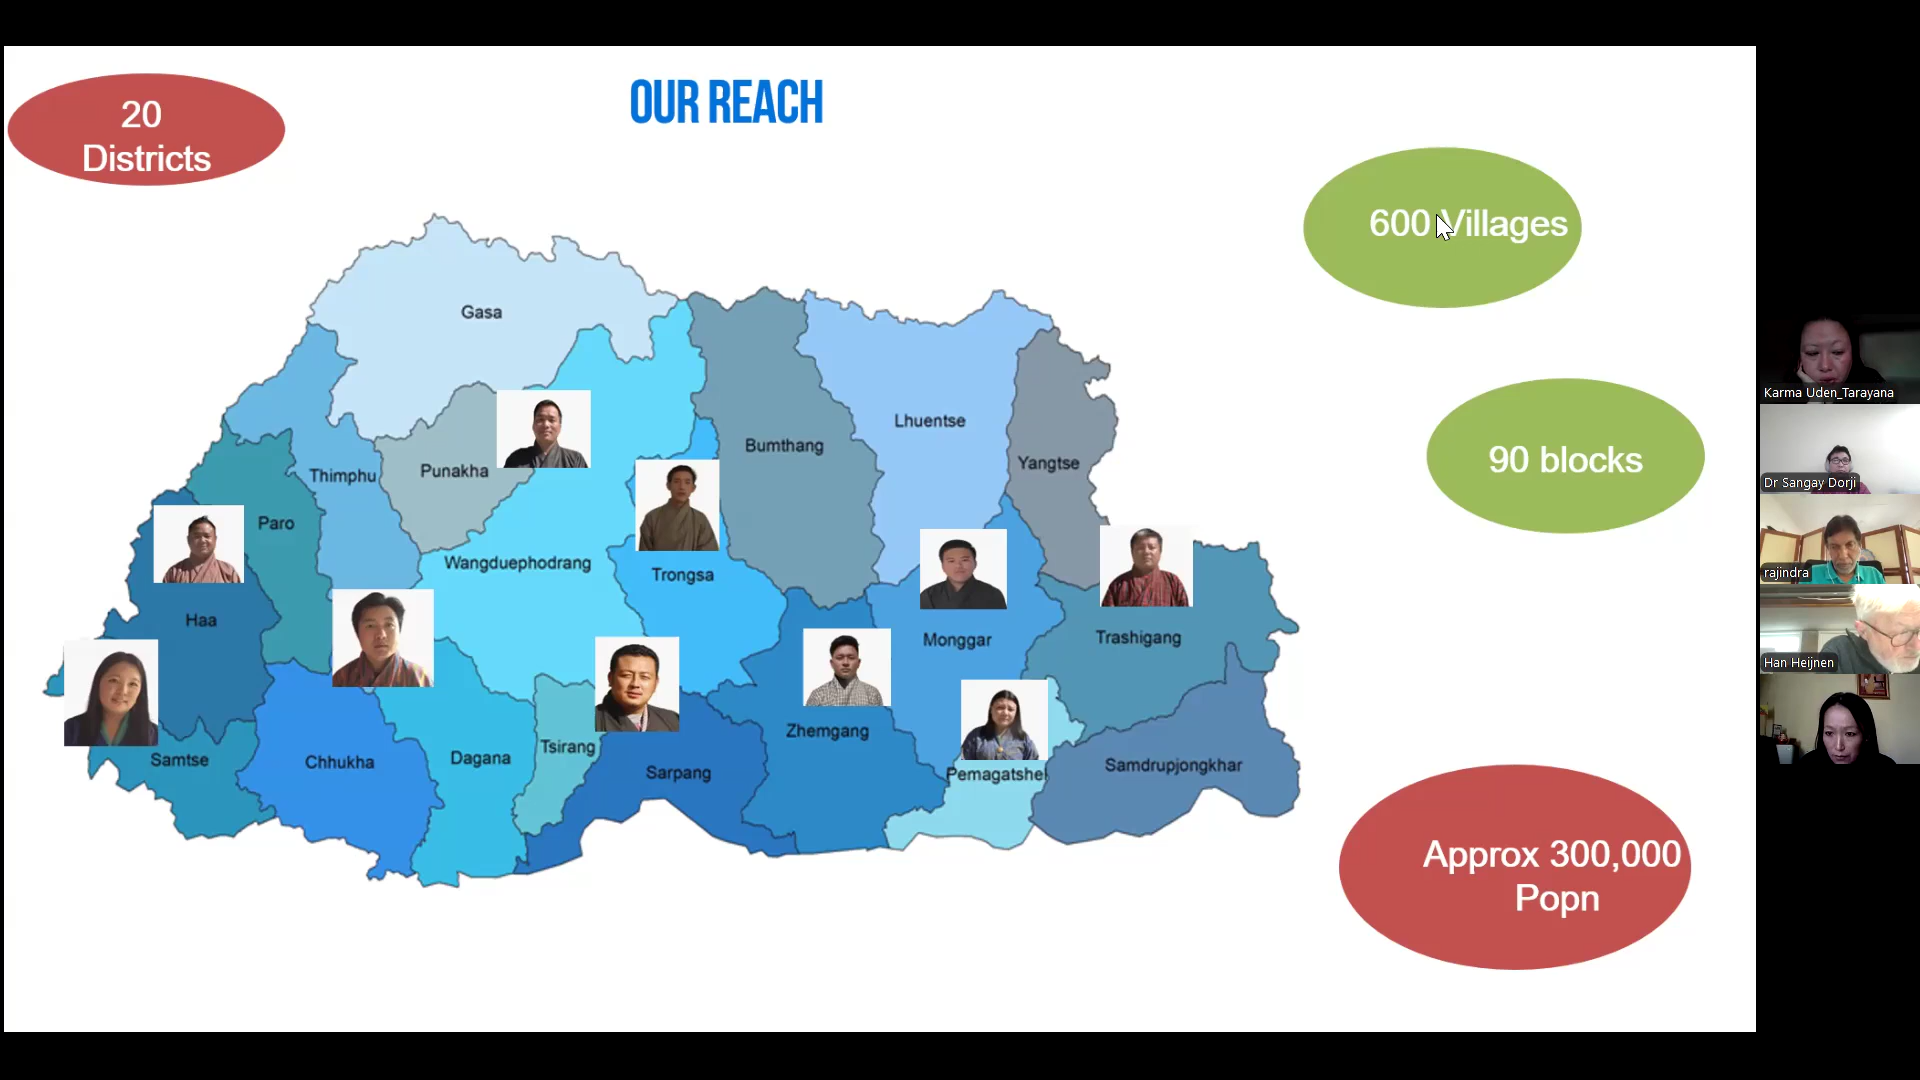 OUR REACH
20
Districts
600 Villages
90 blocks
Approx 300,000
Popn
Gasa
Thimphu
Punakha
Paro
Haa
Wangduephodrang
Trongsa
Bumthang
Lhuentse
Yangtse
Monggar
Trashigang
Samtse
Chhukha
Dagana
Tsirang
Sarpang
Zhemgang
Pemagatshel
Samdrupjongkhar
Karma Uden_Tarayana
Dr Sangay Dorji
rajindra
Han Heijnen